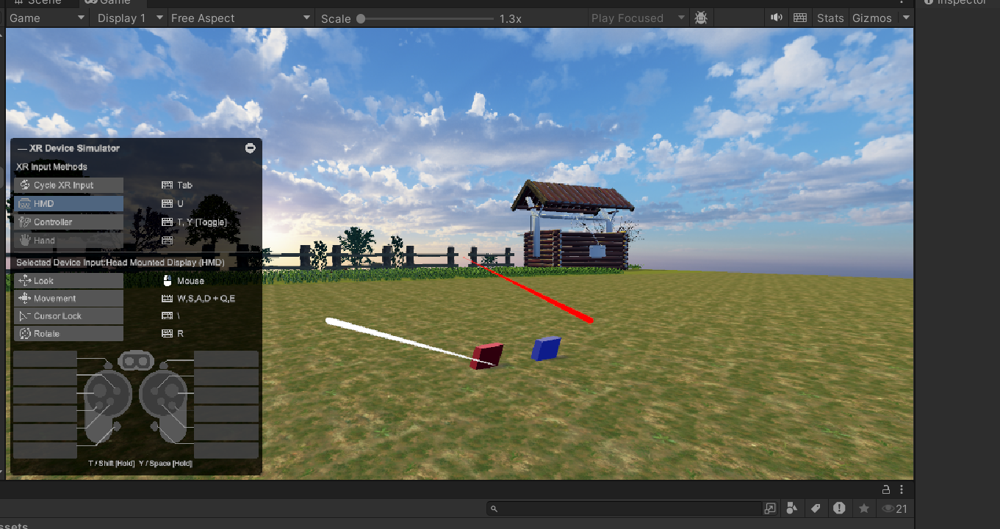 Scene Game Inspector
Game Display 1 Free Aspect Scale 1.3x Play Focused Stats Gizmos
— XR Device Simulator
XR Input Methods
Cycle XR Input Tab
HMD U
Controller T, Y [Toggle]
Hand
Selected Device Input:Head Mounted Display (HMD)
Look Mouse
Movement W,S,A,D + Q,E
Cursor Lock \
Rotate R
T / Shift [Hold] Y / Space [Hold]
21
ssets